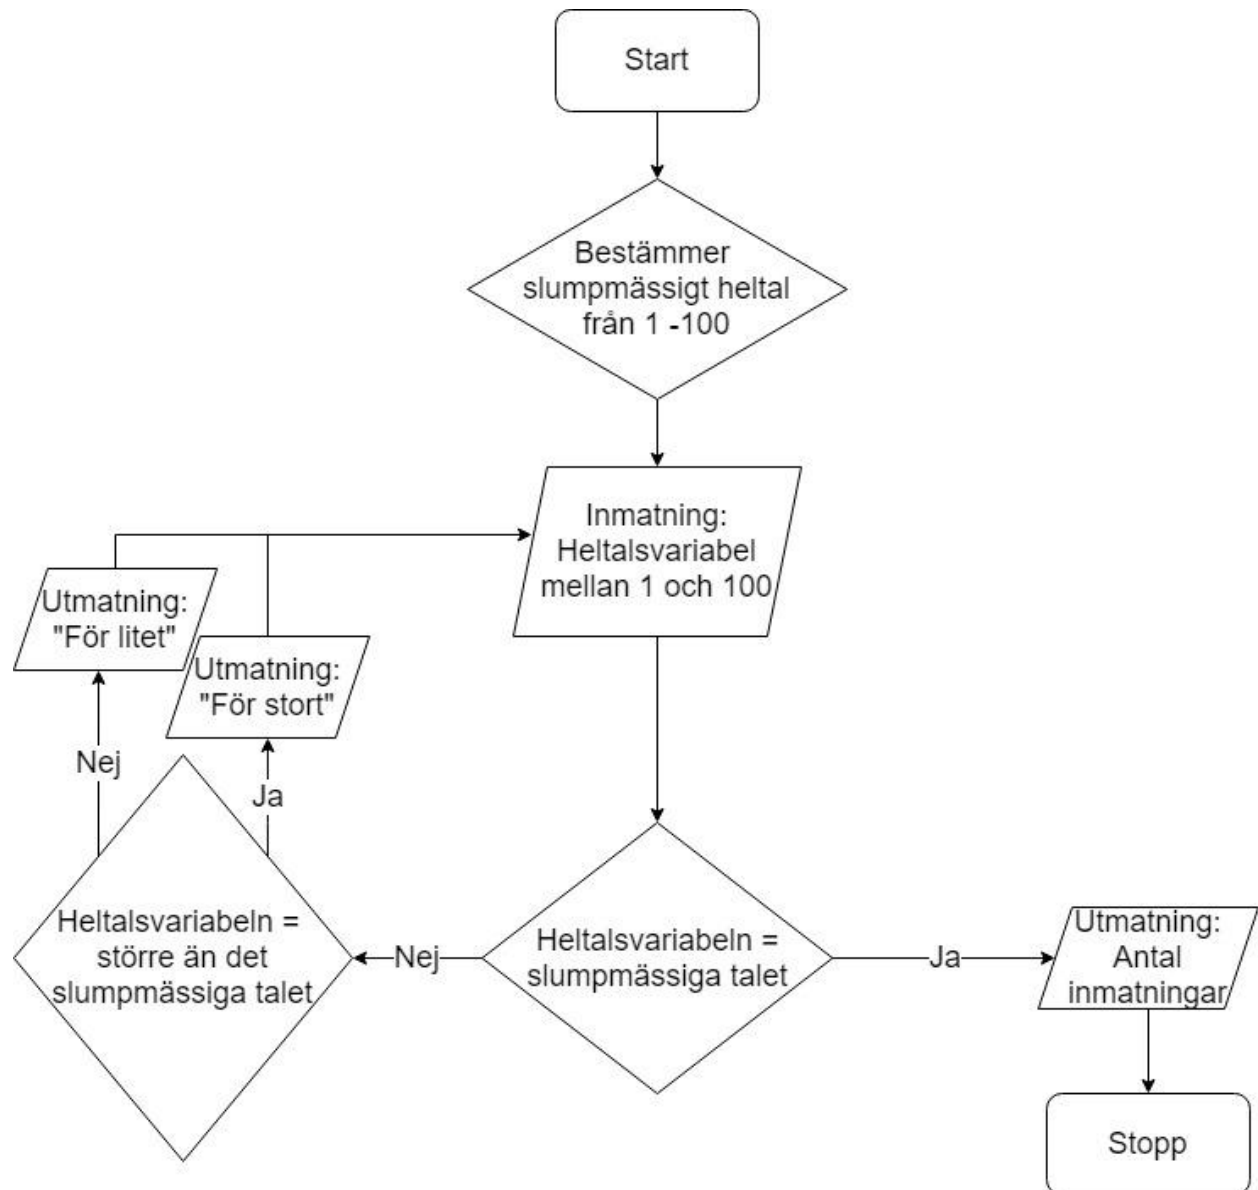 Start
Bestämmer
slumpmässigt heltal
från 1 -100
Inmatning:
Heltalsvariabel
mellan 1 och 100
Utmatning:
"För litet"
Utmatning:
"För stort"
Nej
Ja
Heltalsvariabeln =
större än det
slumpmässiga talet
Nej
Heltalsvariabeln =
slumpmässiga talet
Ja
Utmatning:
Antal
inmatningar
Stopp